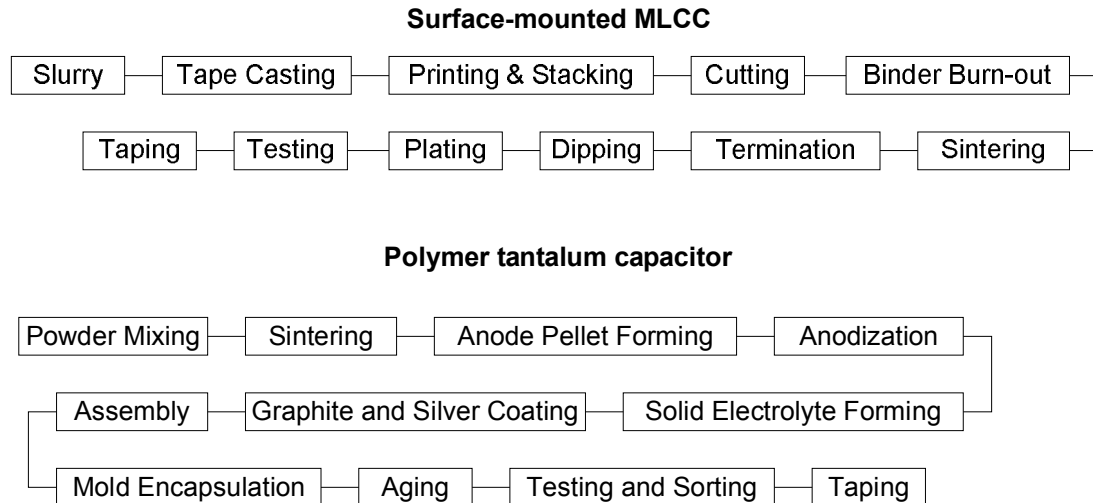 Surface-mounted MLCC
Slurry Tape Casting Printing & Stacking Cutting Binder Burn-out
Taping Testing Plating Dipping Termination Sintering
Polymer tantalum capacitor
Powder Mixing Sintering Anode Pellet Forming Anodization
Assembly Graphite and Silver Coating Solid Electrolyte Forming
Mold Encapsulation Aging Testing and Sorting Taping